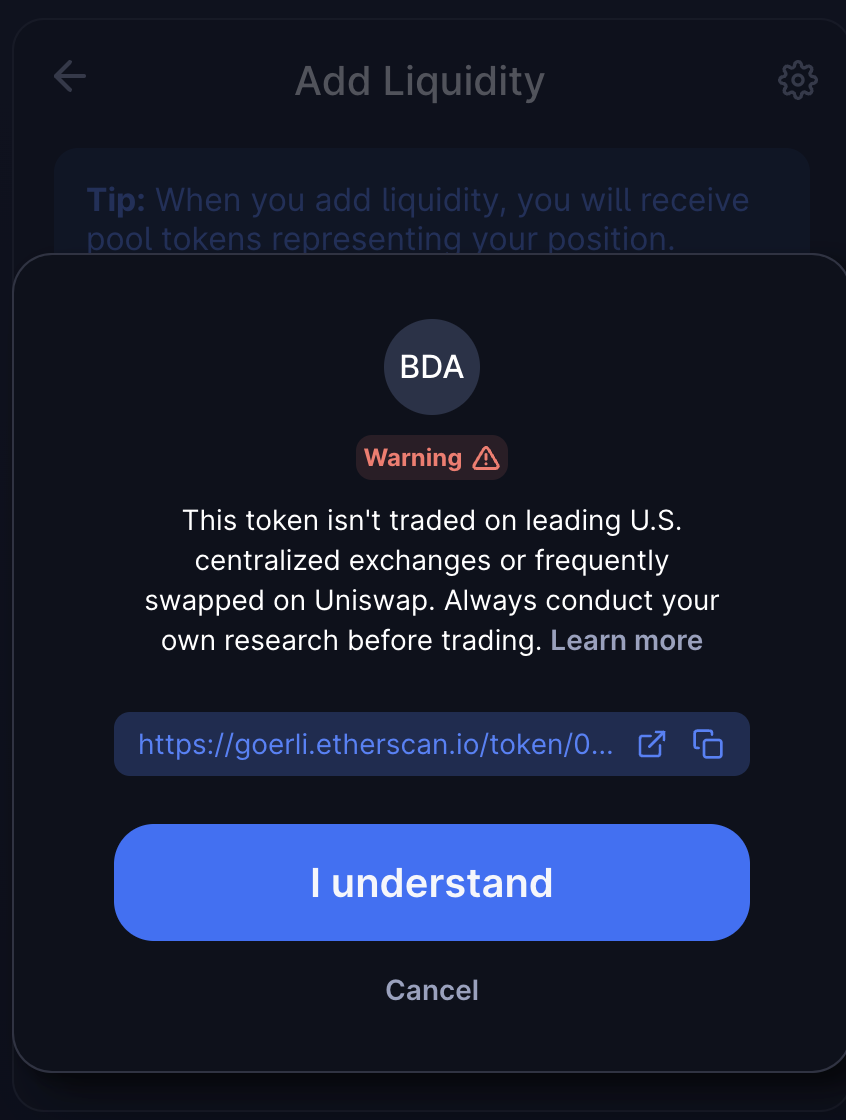 Add Liquidity
Tip: When you add liquidity, you will receive
pool tokens representing your position.
BDA
Warning
This token isn't traded on leading U.S.
centralized exchanges or frequently
swapped on Uniswap. Always conduct your
own research before trading. Learn more
https://goerli.etherscan.io/token/0...
I understand
Cancel